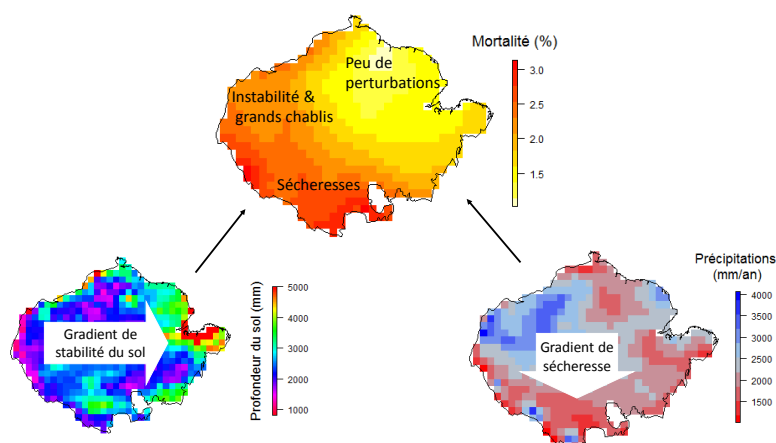 Mortalité (%)
Peu de
perturbations
Instabilité &
grands chablis
Sécheresses
3.0
2.5
2.0
1.5
Gradient de
stabilité du sol
Profondeur du sol (mm)
5000
4000
3000
2000
1000
Précipitations
(mm/an)
Gradient de
sécheresse
4000
3500
3000
2500
2000
1500